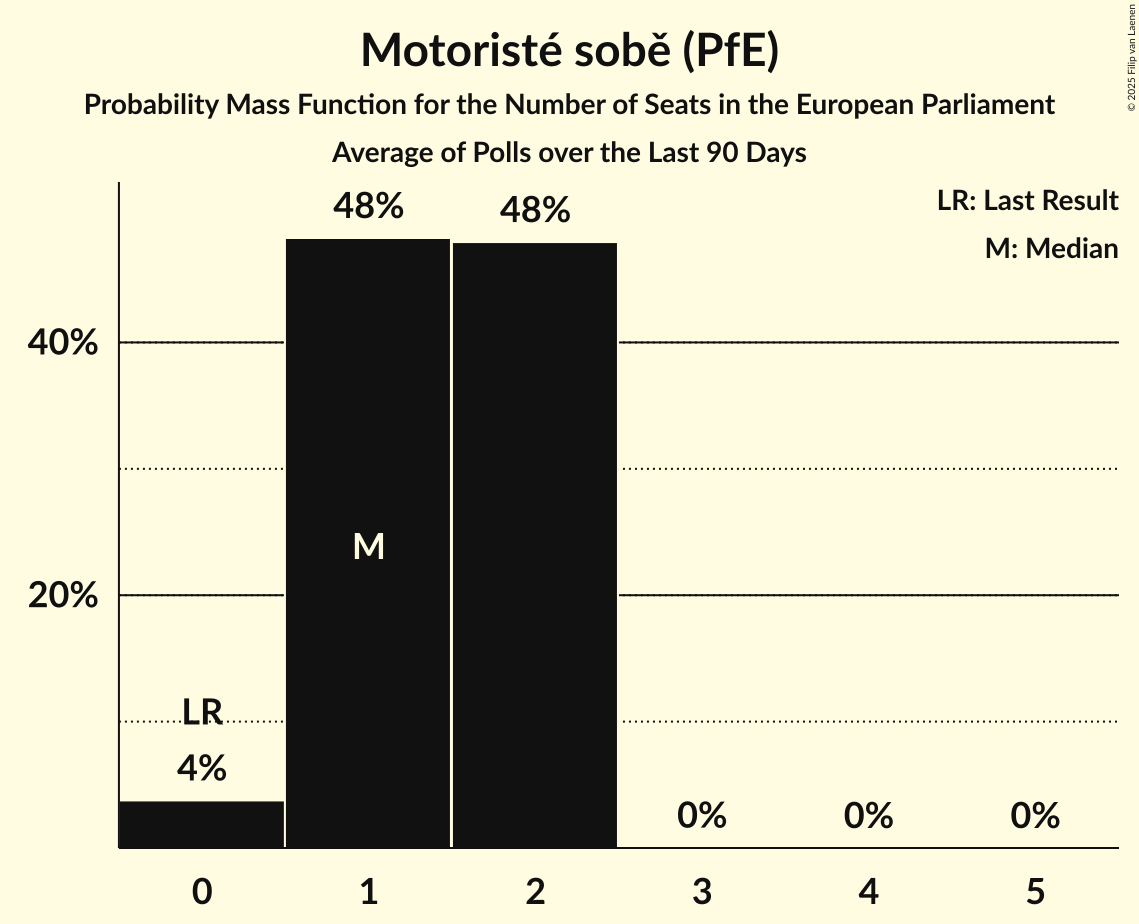 Motoristé sobě (PfE)
Probability Mass Function for the Number of Seats in the European Parliament
Average of Polls over the Last 90 Days
© 2025 Filip van Laenen
LR: Last Result
M: Median
48%
48%
40%
M
20%
LR
4%
0%
0%
0%
0
1
2
3
4
5